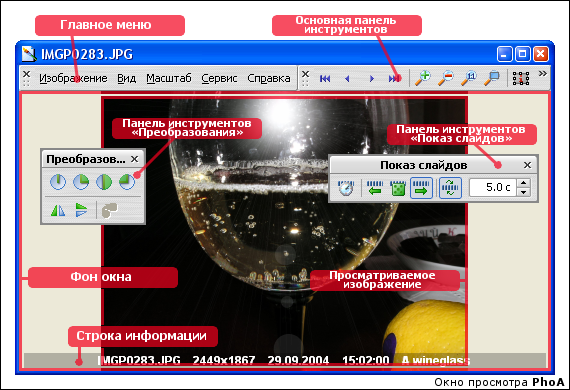 Главное меню
Основная панель
инструментов
IMGP0283.JPG
Изображение Вид Масштаб Сервис Справка
Панель инструментов
«Преобразования»
Панель инструментов
«Показ слайдов»
Преобразов...
Показ слайдов
5.0 с
Фон окна
Просматриваемое
изображение
Строка информации
IMGP0283.JPG 2449x1867 29.09.2004 15:02:00 A wineglass
Окно просмотра PhoA